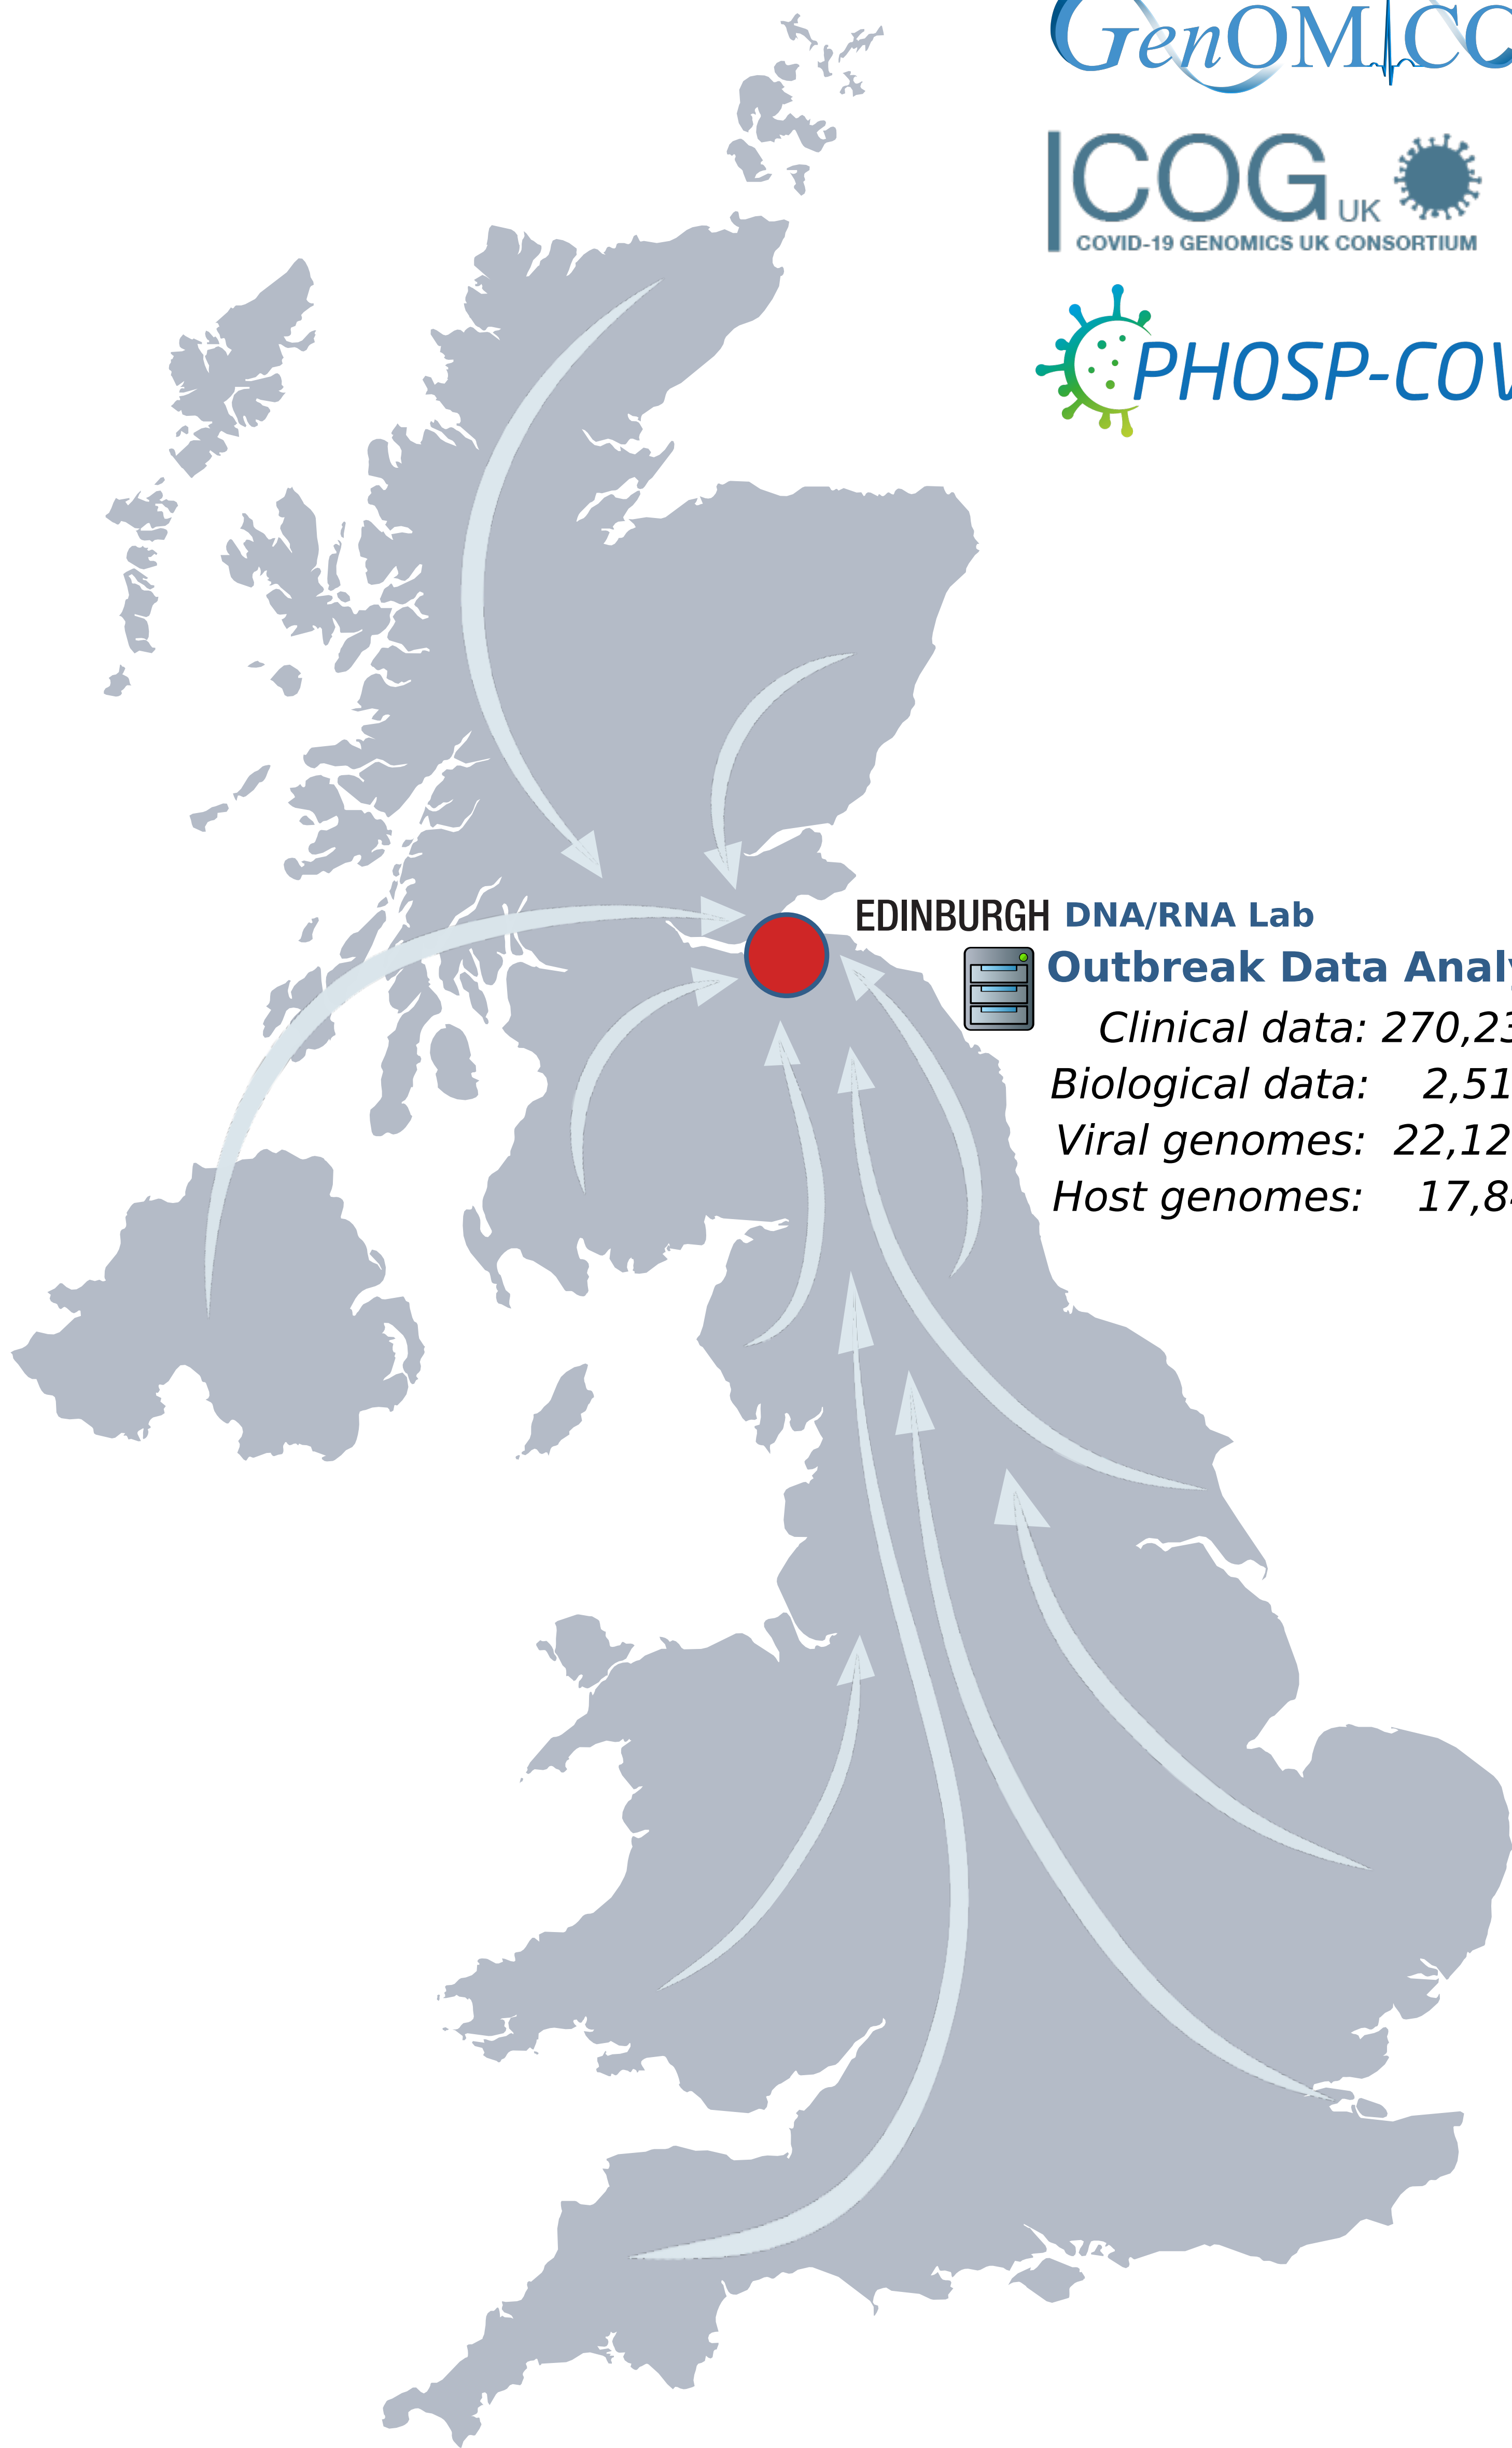 GenOMICC
COG UK
COVID-19 GENOMICS UK CONSORTIUM
PHOSP-COV
EDINBURGH DNA/RNA Lab
Outbreak Data Analy
Clinical data: 270,23
Biological data: 2,51
Viral genomes: 22,12
Host genomes: 17,84